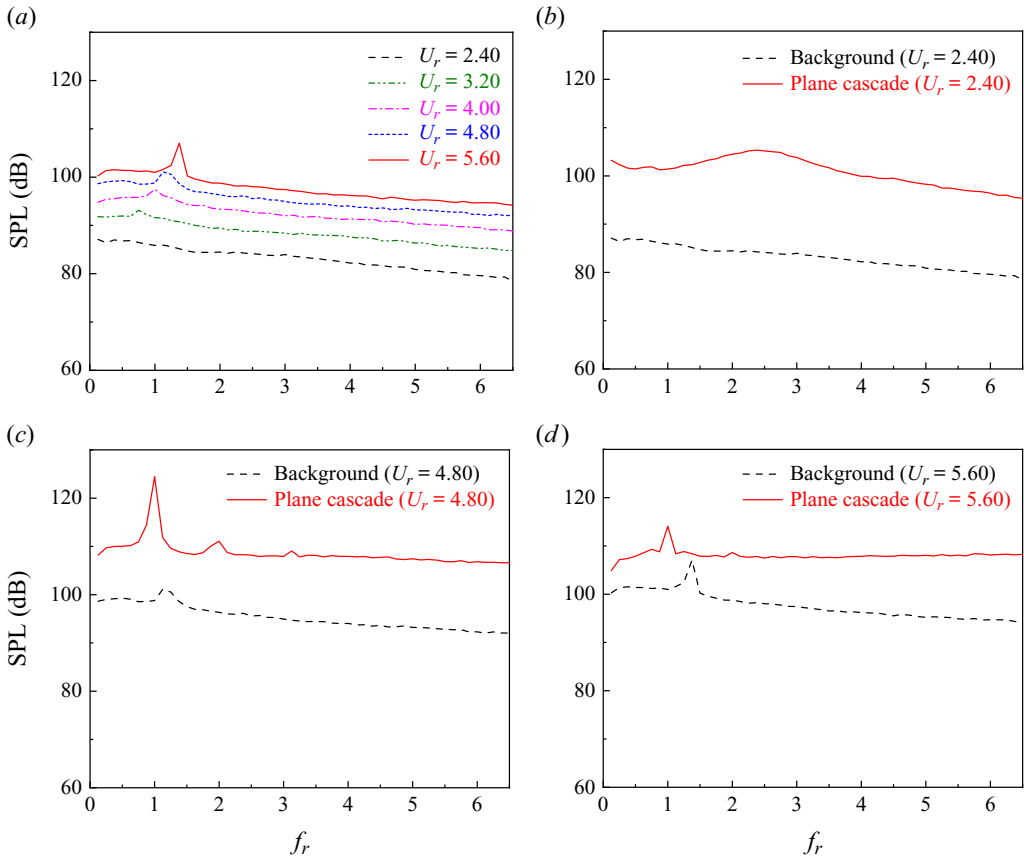 (a)
120
100
80
60
SPL (dB)
U_r = 2.40
U_r = 3.20
U_r = 4.00
U_r = 4.80
U_r = 5.60
0 1 2 3 4 5 6
(b)
120
100
80
60
Background (U_r = 2.40)
Plane cascade (U_r = 2.40)
0 1 2 3 4 5 6
(c)
120
100
80
60
SPL (dB)
Background (U_r = 4.80)
Plane cascade (U_r = 4.80)
0 1 2 3 4 5 6
f_r
(d)
120
100
80
60
Background (U_r = 5.60)
Plane cascade (U_r = 5.60)
0 1 2 3 4 5 6
f_r